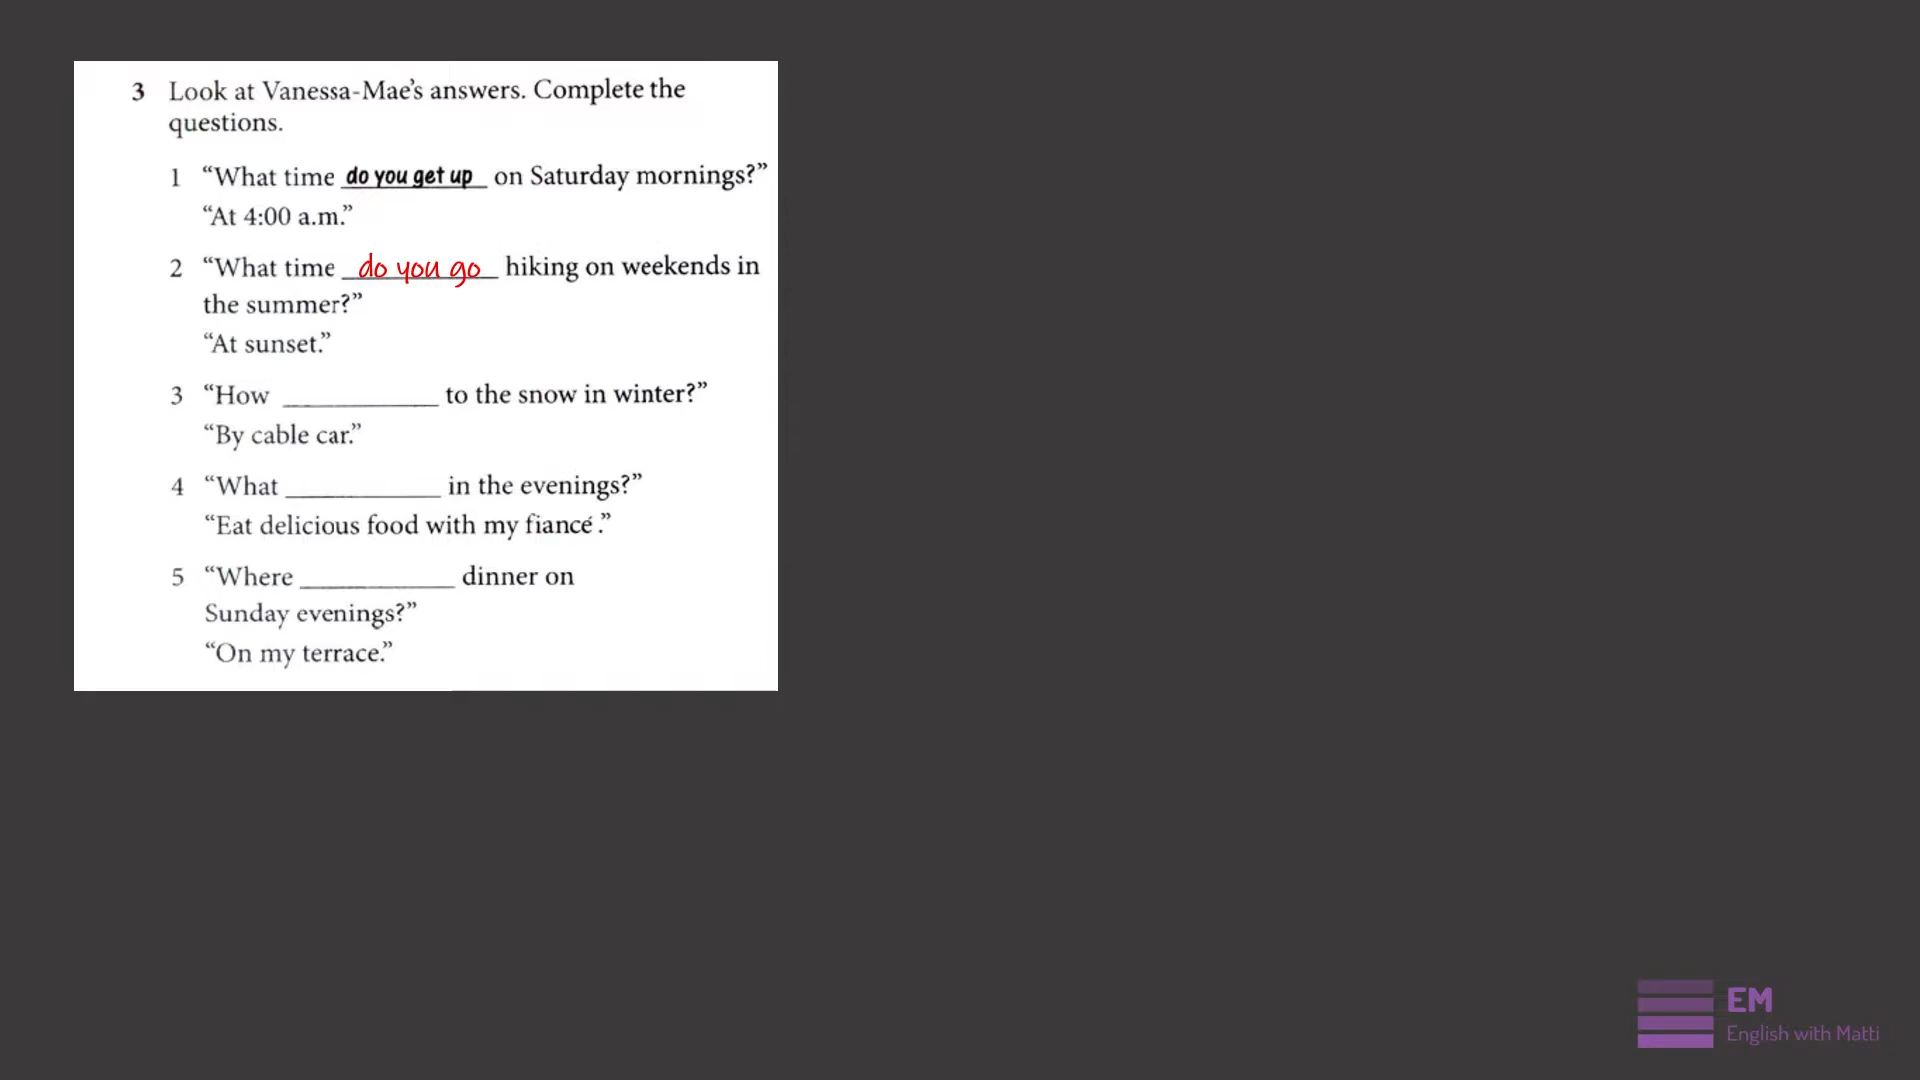 3 Look at Vanessa-Mae’s answers. Complete the
questions.
1 “What time do you get up on Saturday mornings?”
“At 4:00 a.m.”
2 “What time do you go hiking on weekends in
the summer?”
“At sunset.”
3 “How ____________ to the snow in winter?”
“By cable car.”
4 “What ____________ in the evenings?”
“Eat delicious food with my fiancé.”
5 “Where ____________ dinner on
Sunday evenings?”
“On my terrace.”
EM
English with Matti